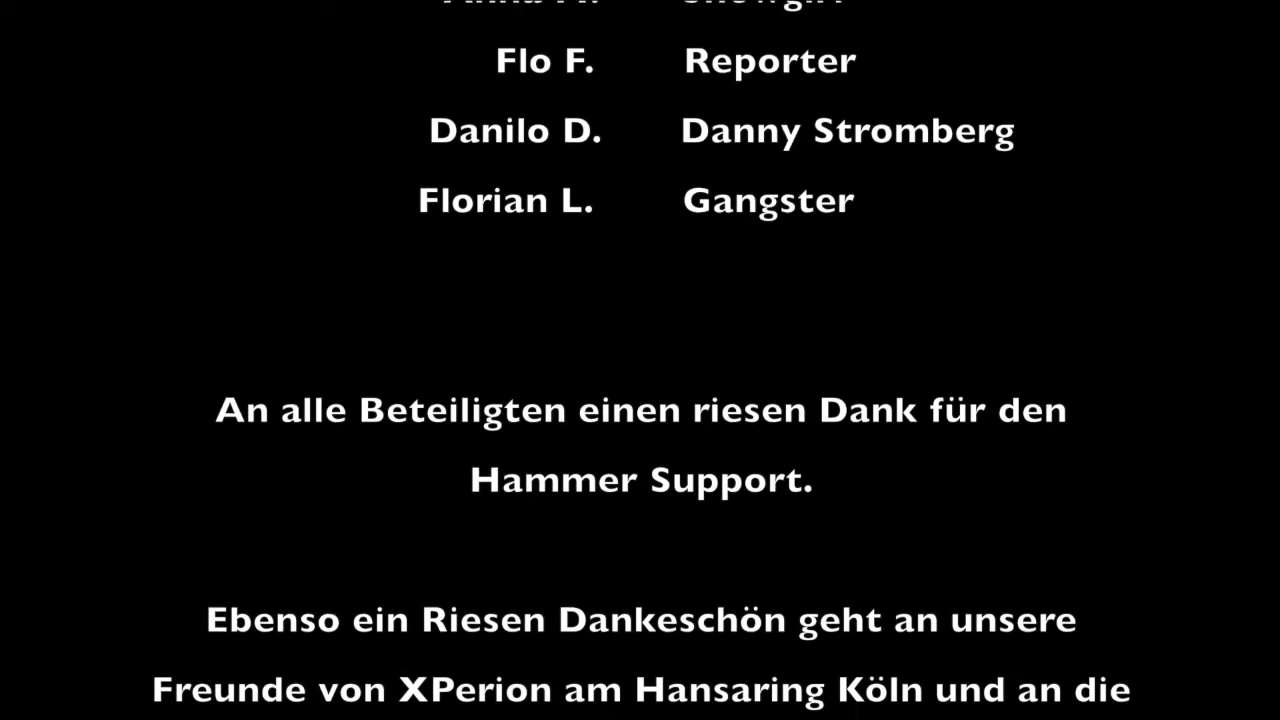 Flo F. Reporter
Danilo D. Danny Stromberg
Florian L. Gangster
An alle Beteiligten einen riesen Dank für den
Hammer Support.
Ebenso ein Riesen Dankeschön geht an unsere
Freunde von XPerion am Hansaring Köln und an die